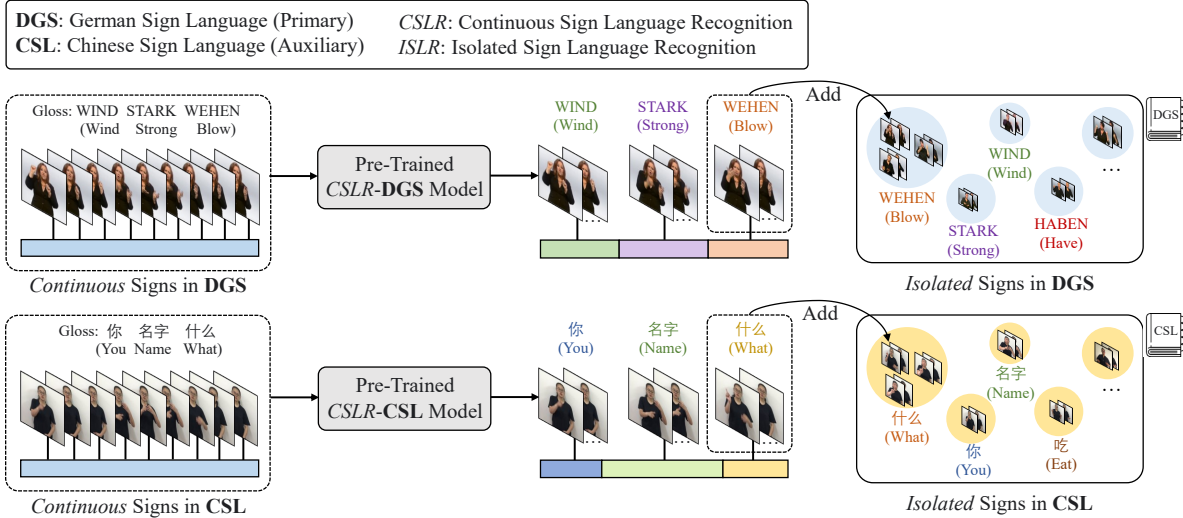 DGS: German Sign Language (Primary)
CSLR: Continuous Sign Language Recognition
CSL: Chinese Sign Language (Auxiliary)
ISLR: Isolated Sign Language Recognition
Gloss: WIND STARK WEHEN
(Wind Strong Blow)
Pre-Trained
CSLR-DGS Model
WIND
(Wind)
STARK
(Strong)
WEHEN
(Blow)
......
......
......
Add
WEHEN
(Blow)
WIND
(Wind)
STARK
(Strong)
HABEN
(Have)
...
DGS
Continuous Signs in DGS
Isolated Signs in DGS
Gloss: 你 名字 什么
(You Name What)
Pre-Trained
CSLR-CSL Model
你
(You)
名字
(Name)
什么
(What)
......
......
......
Add
什么
(What)
名字
(Name)
你
(You)
吃
(Eat)
...
CSL
Continuous Signs in CSL
Isolated Signs in CSL